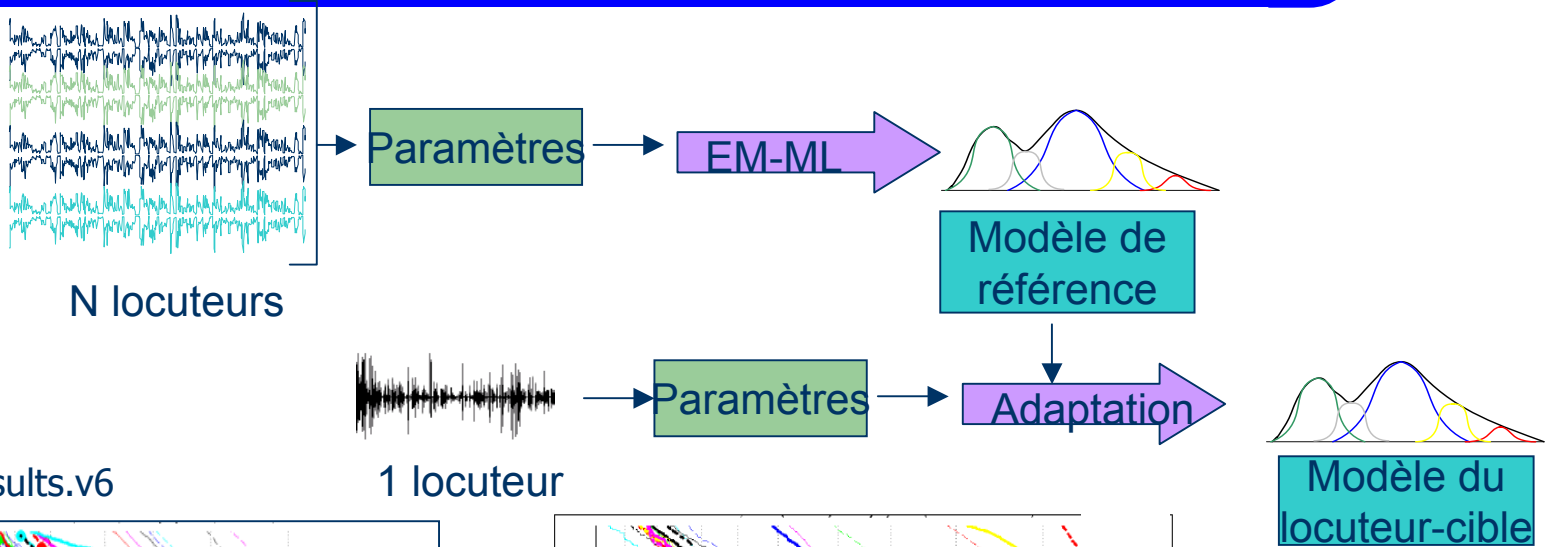 Paramètres
EM-ML
Modèle de
référence
N locuteurs
Paramètres
Adaptation
1 locuteur
Modèle du
locuteur-cible
sults.v6